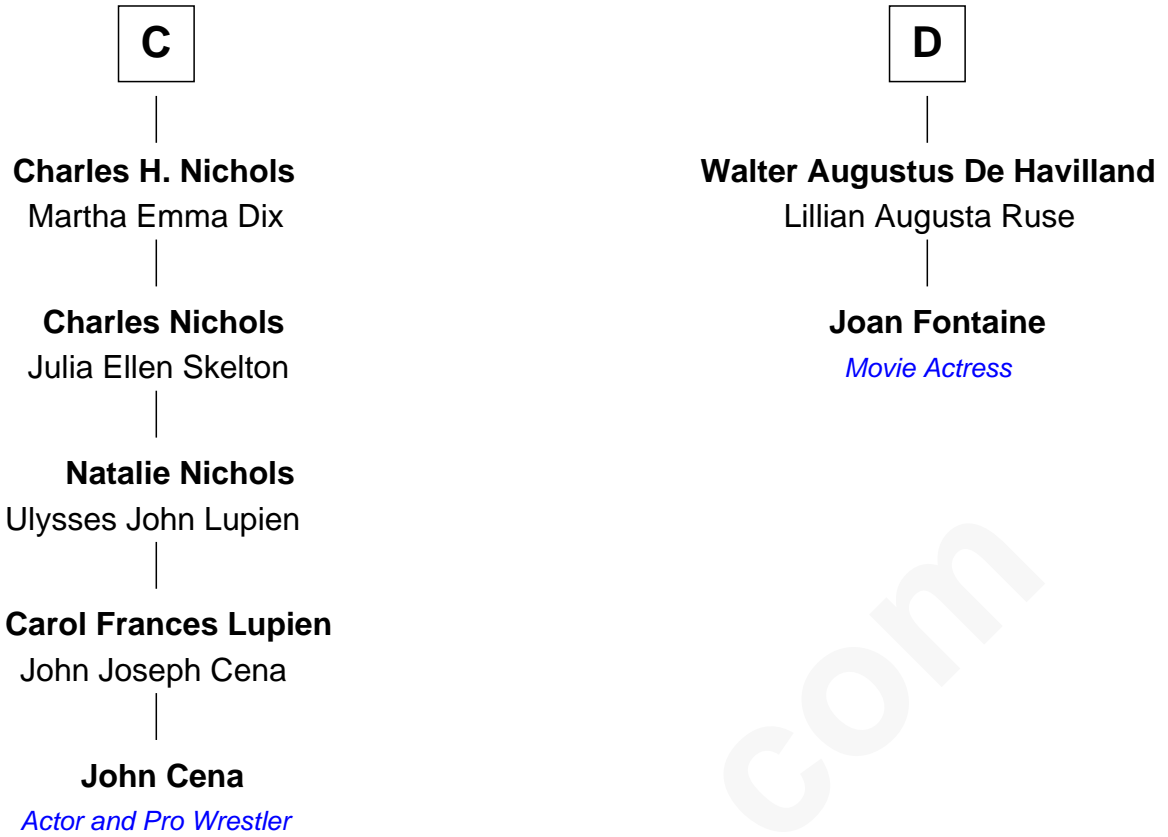 C
Charles H. Nichols
Martha Emma Dix
Charles Nichols
Julia Ellen Skelton
Natalie Nichols
Ulysses John Lupien
Carol Frances Lupien
John Joseph Cena
John Cena
Actor and Pro Wrestler
D
Walter Augustus De Havilland
Lillian Augusta Ruse
Joan Fontaine
Movie Actress
com